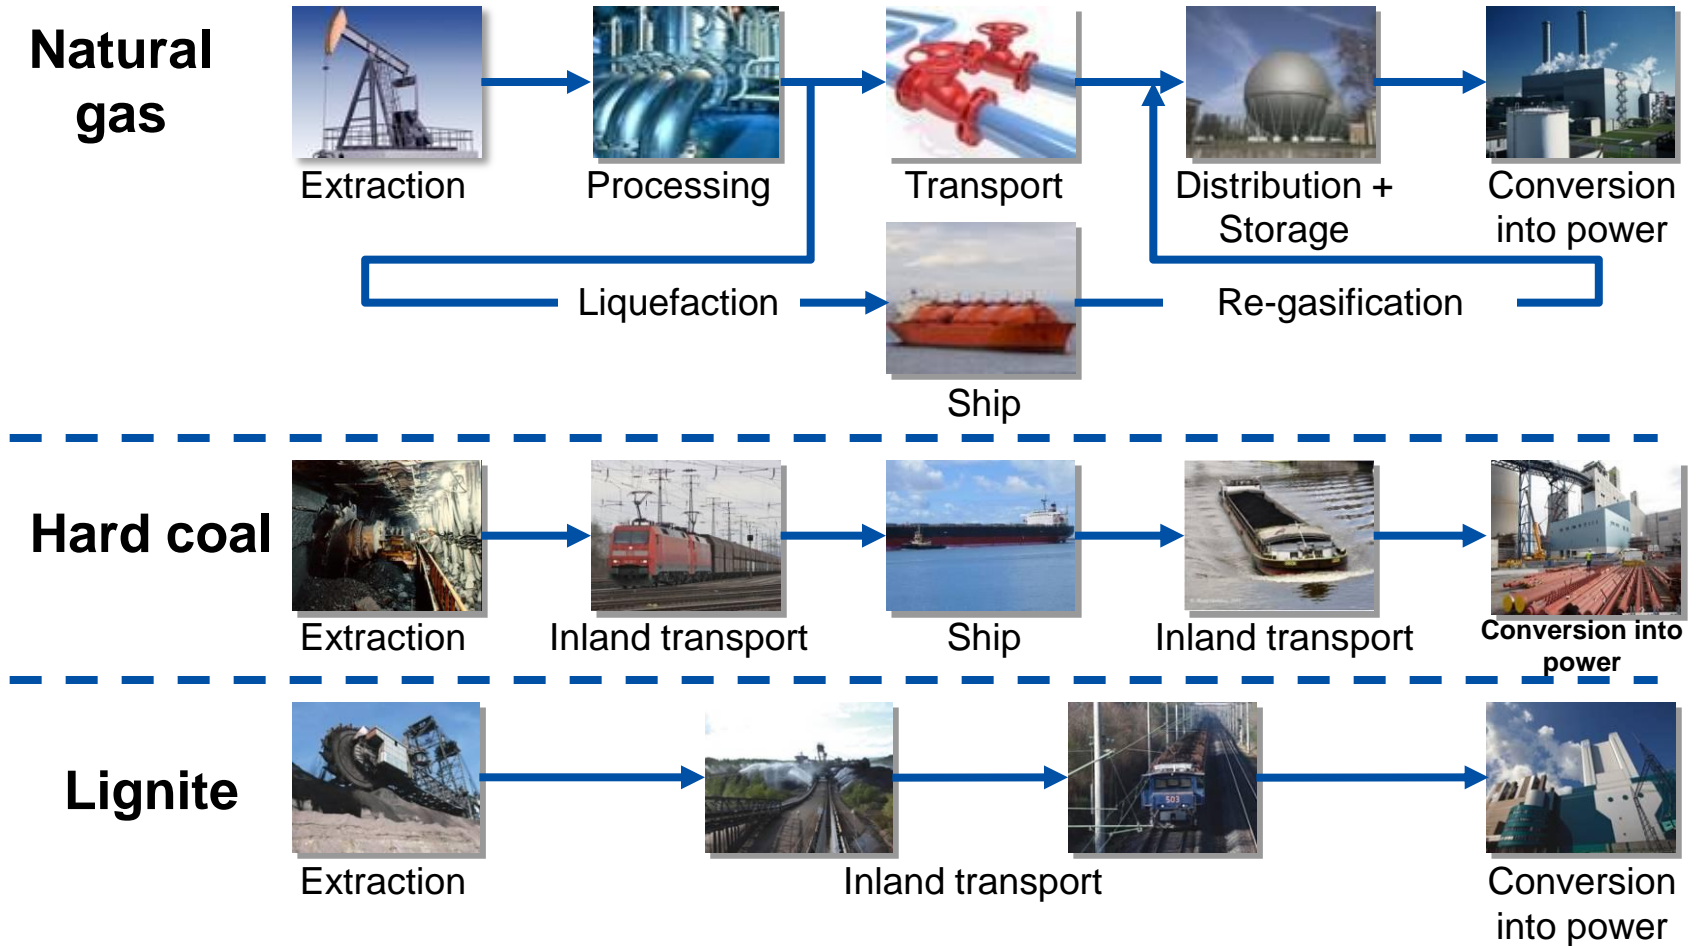 Natural
gas
Extraction
Processing
Transport
Distribution +
Storage
Conversion
into power
Liquefaction
Re-gasification
Ship
Hard coal
Extraction
Inland transport
Ship
Inland transport
Conversion into
power
Lignite
503
Extraction
Inland transport
Conversion
into power